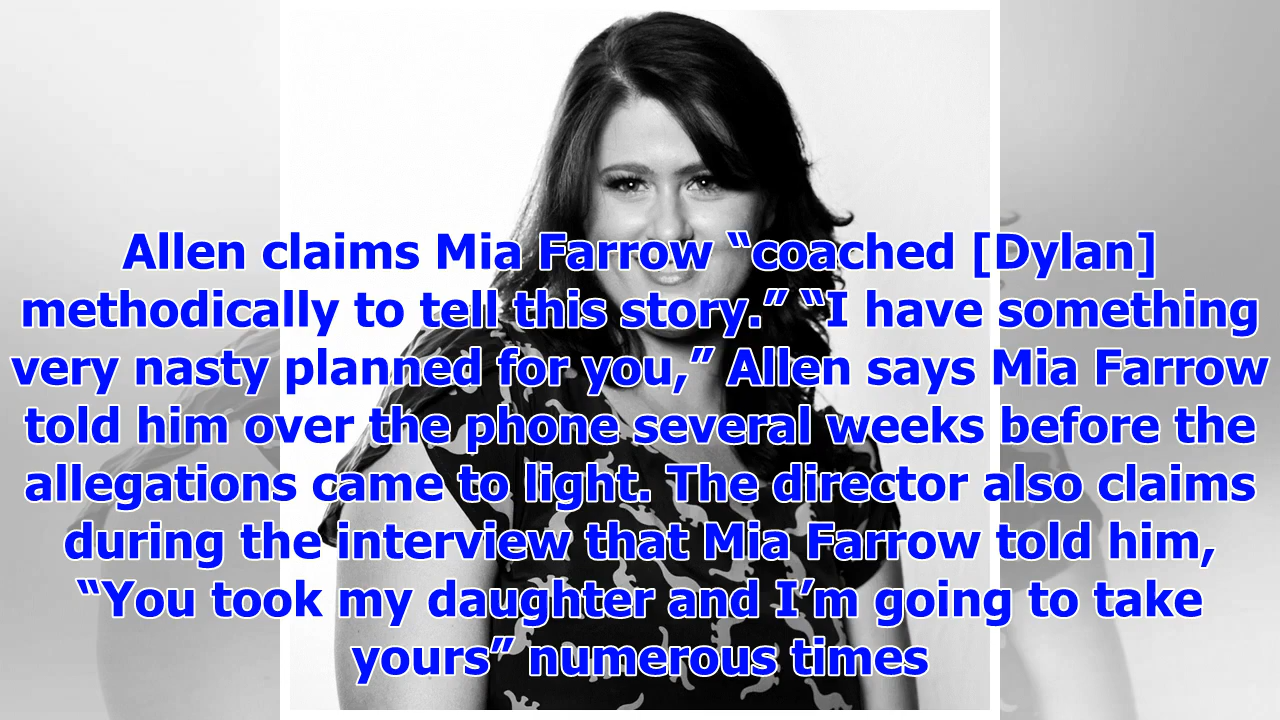 Allen claims Mia Farrow “coached [Dylan]
methodically to tell this story.” “I have something
very nasty planned for you,” Allen says Mia Farrow
told him over the phone several weeks before the
allegations came to light. The director also claims
during the interview that Mia Farrow told him,
“You took my daughter and I’m going to take
yours” numerous times